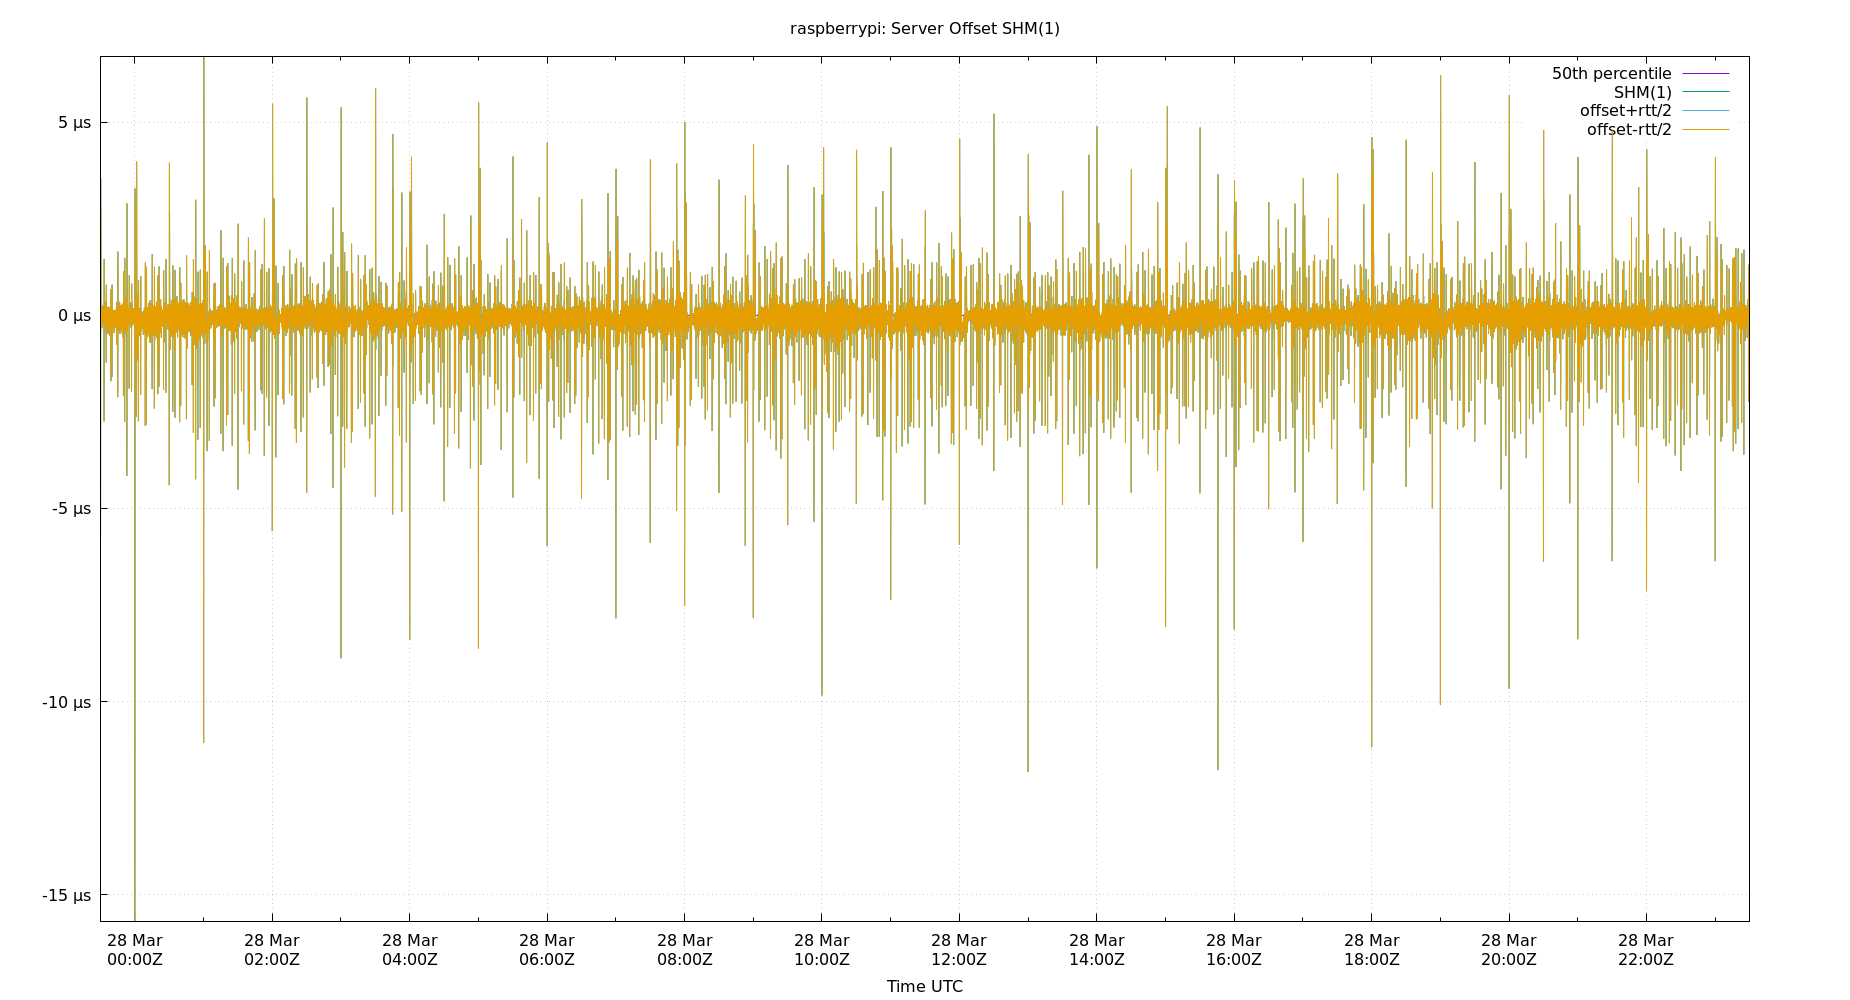 raspberrypi: Server Offset SHM(1)
50th percentile
SHM(1)
offset+rtt/2
offset-rtt/2
5 µs
0 µs
-5 µs
-10 µs
-15 µs
28 Mar 28 Mar 28 Mar 28 Mar 28 Mar 28 Mar 28 Mar 28 Mar 28 Mar 28 Mar 28 Mar 28 Mar
00:00Z 02:00Z 04:00Z 06:00Z 08:00Z 10:00Z 12:00Z 14:00Z 16:00Z 18:00Z 20:00Z 22:00Z
Time UTC